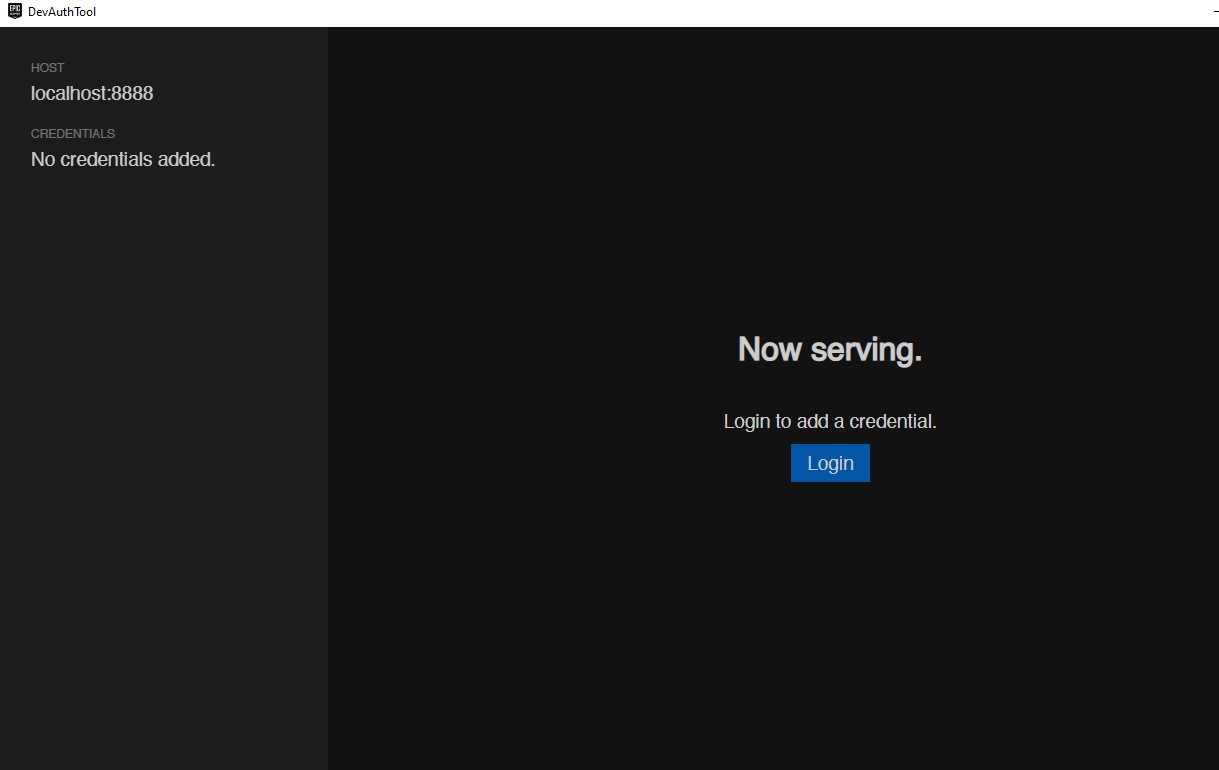 DevAuthTool
HOST
localhost:8888
CREDENTIALS
No credentials added.
Now serving.
Login to add a credential.
Login